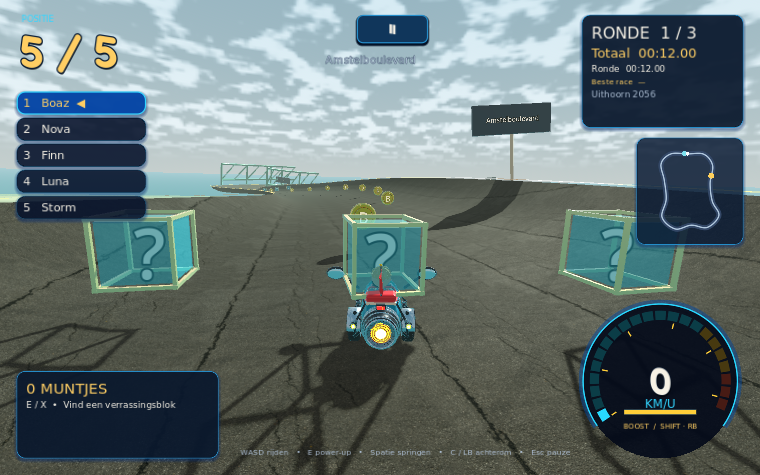 POSITIE
5 / 5
1 Boaz ◀
2 Nova
3 Finn
4 Luna
5 Storm
Amstelboulevard
RONDE 1 / 3
Totaal 00:12.00
Ronde 00:12.00
Beste race —
Uithoorn 2056
Amstelboulevard
B
?
?
?
0 MUNTJES
E / X • Vind een verrassingsblok
0
KM/U
BOOST / SHIFT · RB
WASD rijden • E power-up • Spatie springen • C / LB achterom • Esc pauze